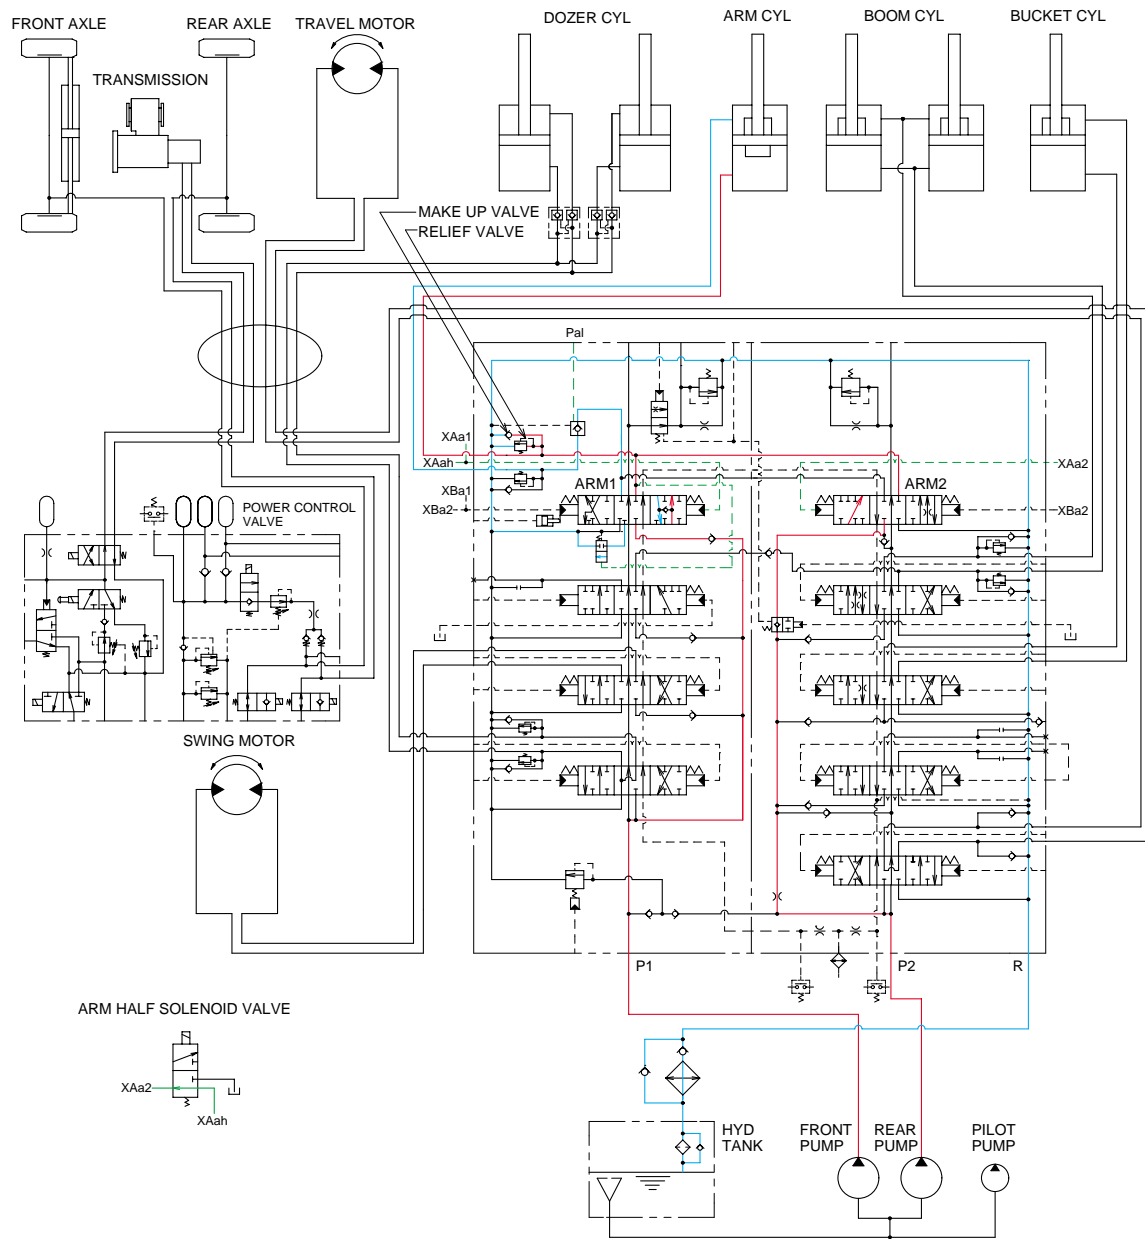 FRONT AXLE
REAR AXLE
TRAVEL MOTOR
DOZER CYL
ARM CYL
BOOM CYL
BUCKET CYL
TRANSMISSION
MAKE UP VALVE
RELIEF VALVE
Pal
XAa1
XAah
XBa1
XBa2
ARM1
ARM2
XAa2
XBa2
POWER CONTROL
VALVE
SWING MOTOR
P1
P2
R
ARM HALF SOLENOID VALVE
XAa2
XAah
HYD
TANK
FRONT
PUMP
REAR
PUMP
PILOT
PUMP